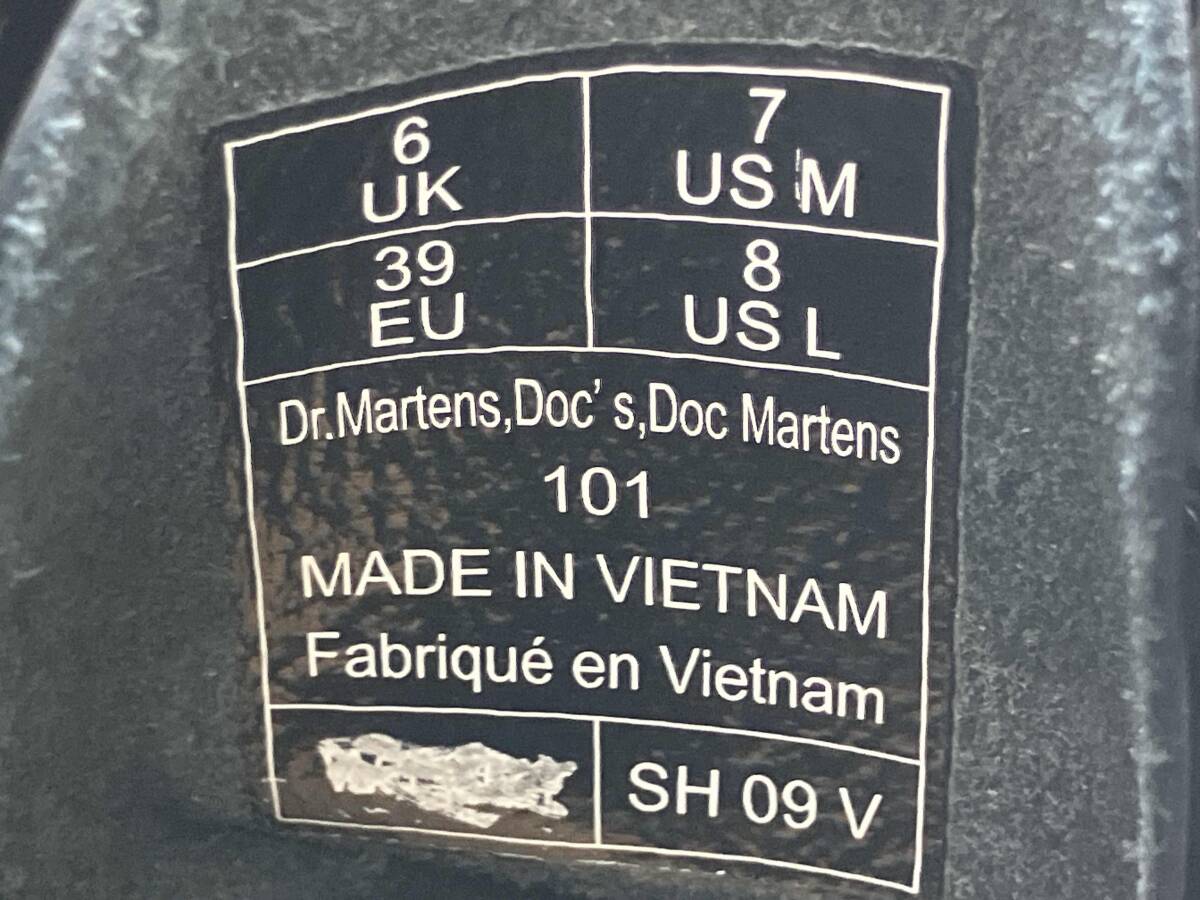 6
UK
7
US M
39
EU
8
US L
Dr.Martens,Doc's,Doc Martens
101
MADE IN VIETNAM
Fabriqué en Vietnam
SH 09 V